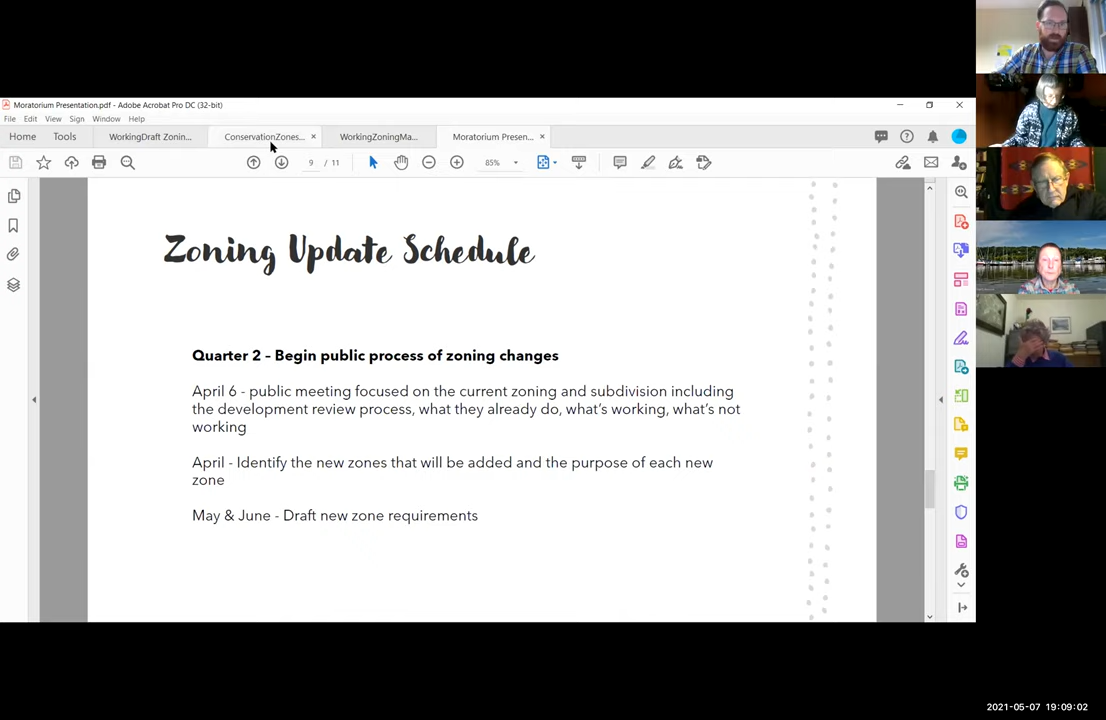 Moratorium Presentation.pdf - Adobe Acrobat Pro DC (32-bit)
File Edit View Sign Window Help
Home Tools WorkingDraft Zonin... ConservationZones... × WorkingZoningMa... Moratorium Presen... ×
9 / 11 85%
Zoning Update Schedule
Quarter 2 – Begin public process of zoning changes
April 6 - public meeting focused on the current zoning and subdivision including
the development review process, what they already do, what's working, what's not
working
April - Identify the new zones that will be added and the purpose of each new
zone
May & June - Draft new zone requirements
2021-05-07 19:09:02